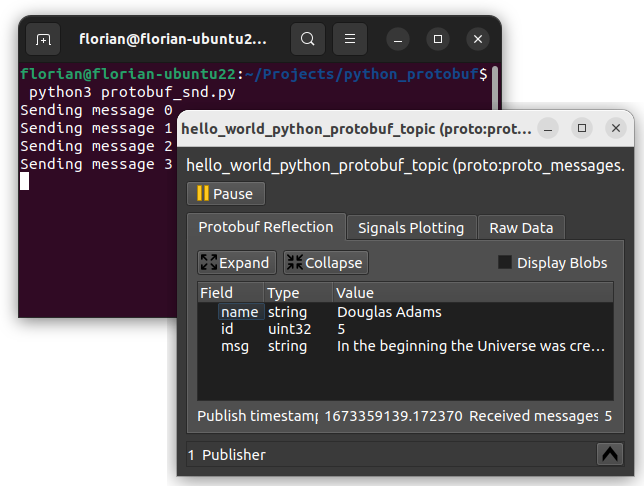 florian@florian-ubuntu2...
florian@florian-ubuntu22:~/Projects/python_protobuf$
python3 protobuf_snd.py
Sending message 0
Sending message 1
Sending message 2
Sending message 3
hello_world_python_protobuf_topic (proto:prot...
hello_world_python_protobuf_topic (proto:proto_messages.
Pause
Protobuf Reflection Signals Plotting Raw Data
Expand Collapse Display Blobs
Field Type Value
name string Douglas Adams
id uint32 5
msg string In the beginning the Universe was cre...
Publish timestamp 1673359139.172370 Received messages 5
1 Publisher